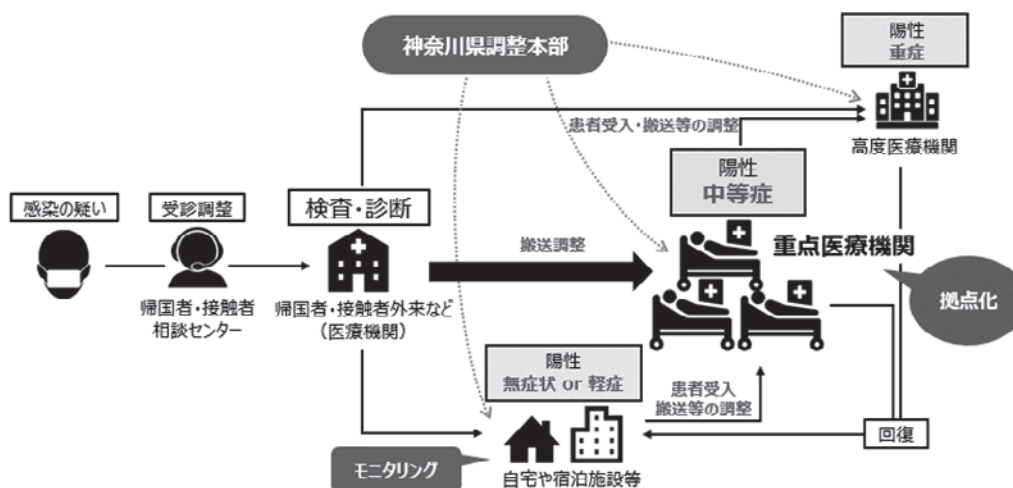 神奈川県調整本部
陽性
重症
高度医療機関
患者受入・搬送等の調整
陽性
中等症
感染の疑い
受診調整
検査・診断
搬送調整
重点医療機関
拠点化
帰国者・接触者
相談センター
帰国者・接触者外来など
（医療機関）
陽性
無症状 or 軽症
患者受入
搬送等の調整
回復
モニタリング
自宅や宿泊施設等